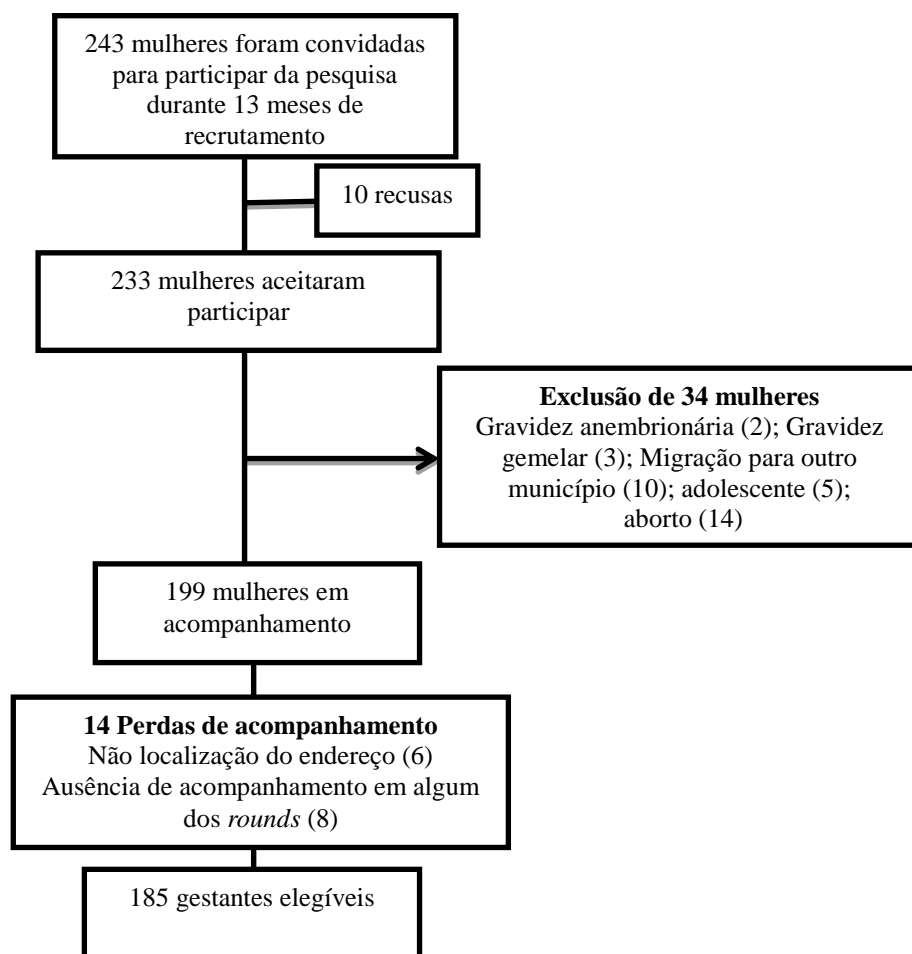 243 mulheres foram convidadas
para participar da pesquisa
durante 13 meses de
recrutamento
10 recusas
233 mulheres aceitaram
participar
Exclusão de 34 mulheres
Gravidez anembrionária (2); Gravidez
gemelar (3); Migração para outro
município (10); adolescente (5);
aborto (14)
199 mulheres em
acompanhamento
14 Perdas de acompanhamento
Não localização do endereço (6)
Ausência de acompanhamento em algum
dos rounds (8)
185 gestantes elegíveis